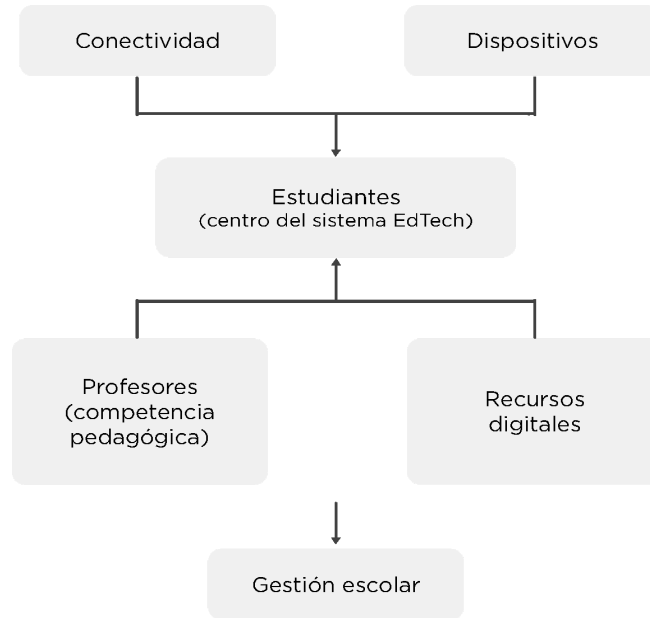 Conectividad
Dispositivos
Estudiantes
(centro del sistema EdTech)
Profesores
(competencia
pedagógica)
Recursos
digitales
Gestión escolar